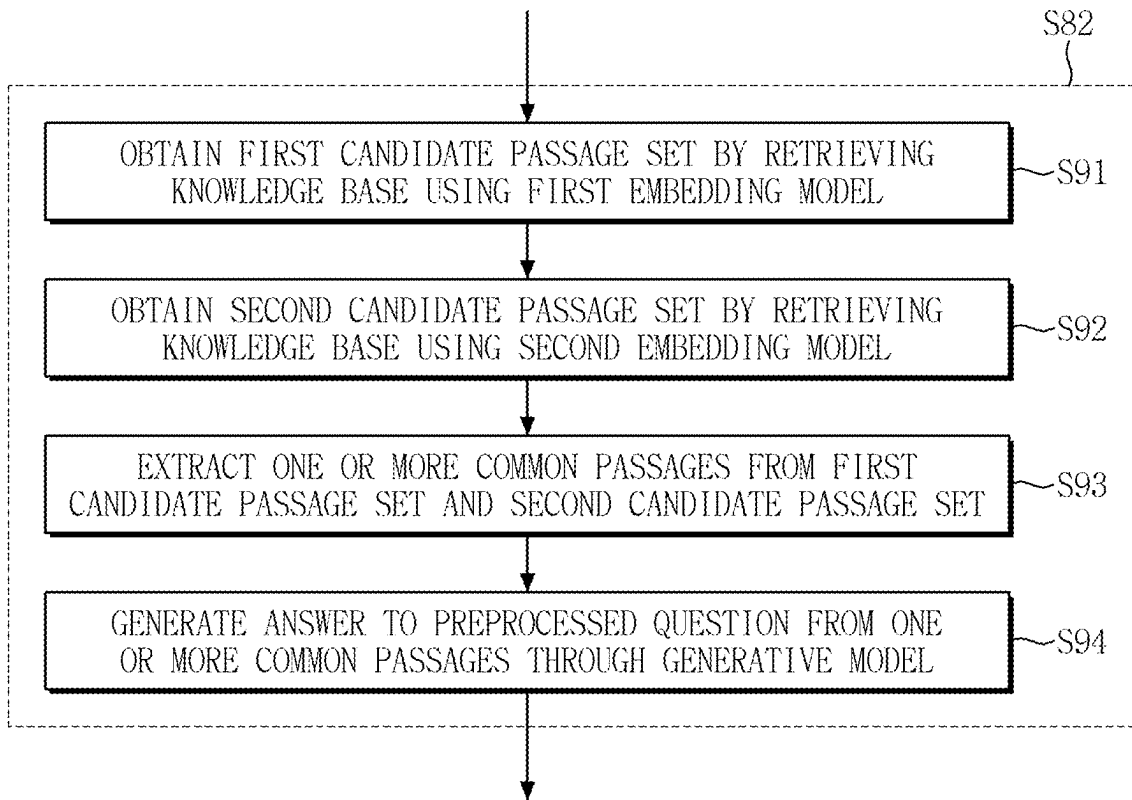 S82
OBTAIN FIRST CANDIDATE PASSAGE SET BY RETRIEVING
KNOWLEDGE BASE USING FIRST EMBEDDING MODEL
S91
OBTAIN SECOND CANDIDATE PASSAGE SET BY RETRIEVING
KNOWLEDGE BASE USING SECOND EMBEDDING MODEL
S92
EXTRACT ONE OR MORE COMMON PASSAGES FROM FIRST
CANDIDATE PASSAGE SET AND SECOND CANDIDATE PASSAGE SET
S93
GENERATE ANSWER TO PREPROCESSED QUESTION FROM ONE
OR MORE COMMON PASSAGES THROUGH GENERATIVE MODEL
S94